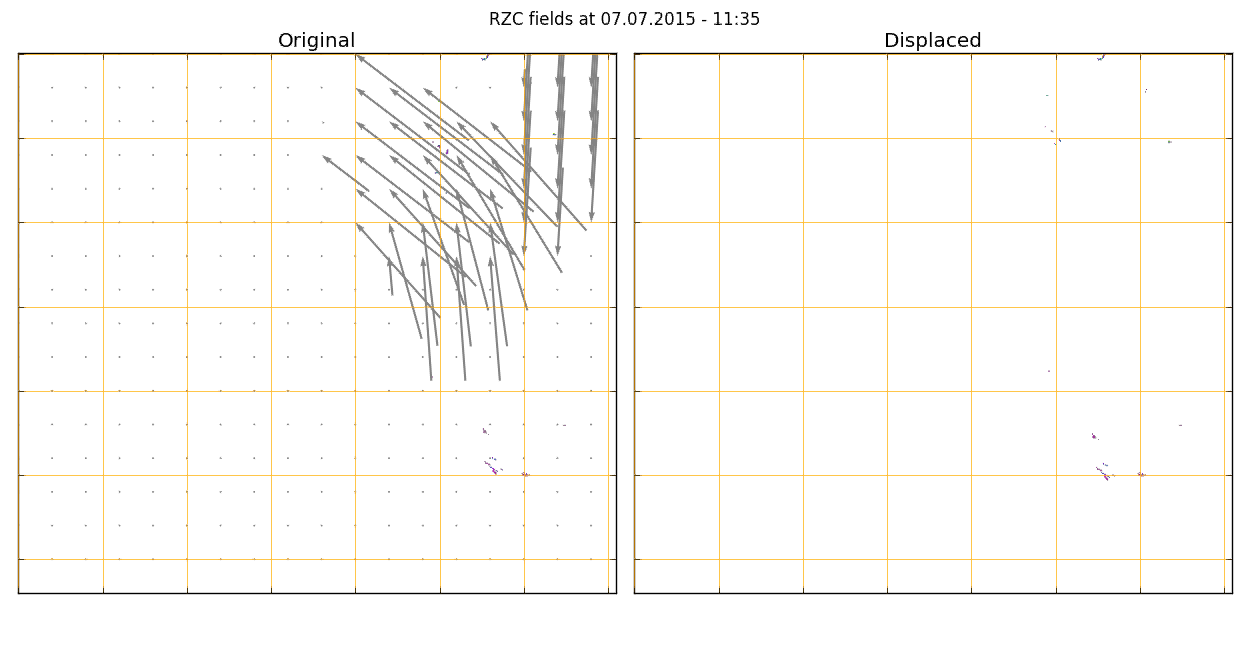 RZC fields at 07.07.2015 - 11:35
Original
Displaced